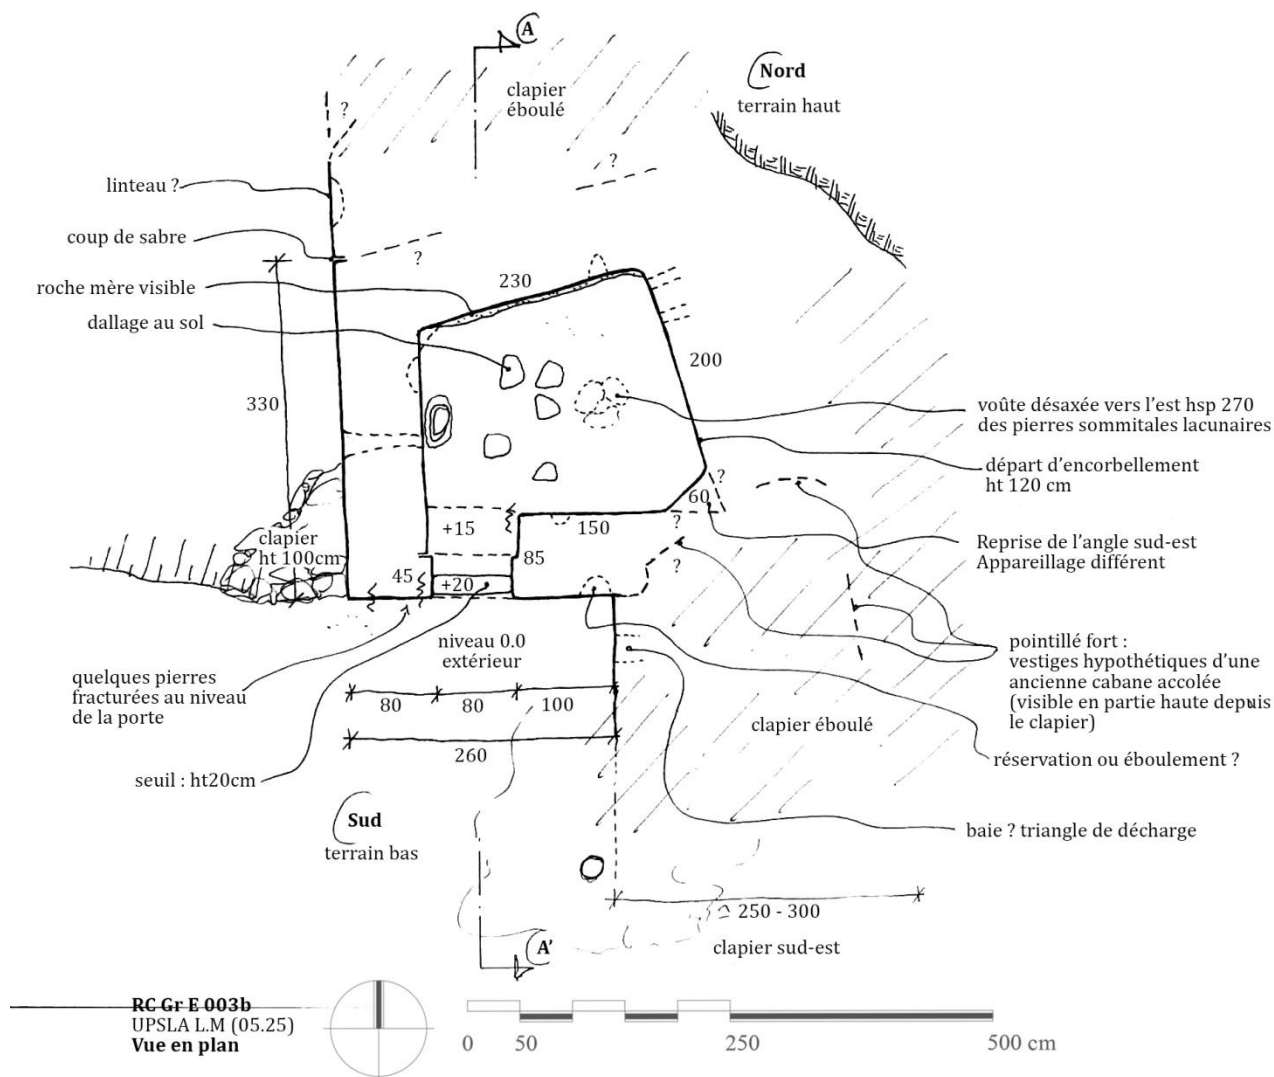 A
clapier
éboulé
Nord
terrain haut
?
?
linteau ?
coup de sabre
?
roche mère visible
230
dallage au sol
200
330
voûte désaxée vers l'est hsp 270
des pierres sommitales lacunaires
départ d'encorbellement
ht 120 cm
?
60
+15
150
?
clapier
ht 100cm
85
Reprise de l'angle sud-est
Appareillage différent
45
+20
?
niveau 0.0
extérieur
pointillé fort :
vestiges hypothétiques d'une
ancienne cabane accolée
(visible en partie haute depuis
le clapier)
quelques pierres
fracturées au niveau
de la porte
80
80
100
clapier éboulé
260
réservation ou éboulement ?
seuil : ht20cm
Sud
terrain bas
baie ? triangle de décharge
≏ 250 - 300
clapier sud-est
A'
RC Gr E 003b
UPSLA L.M (05.25)
Vue en plan
0 50 250 500 cm